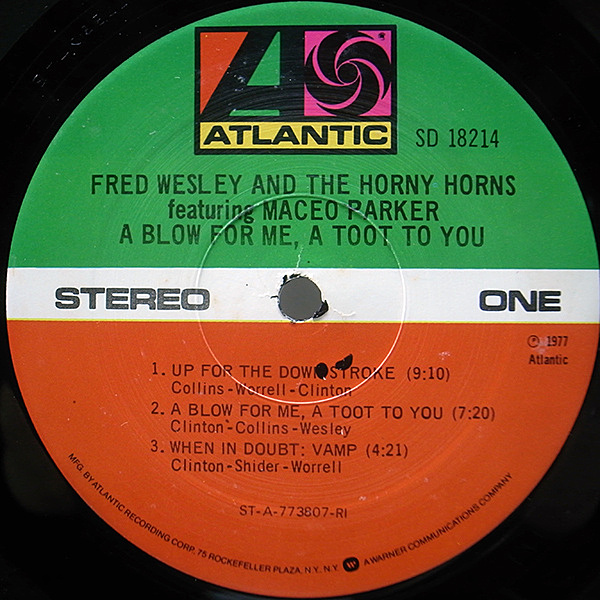 ATLANTIC
SD 18214
FRED WESLEY AND THE HORNY HORNS
featuring MACEO PARKER
A BLOW FOR ME, A TOOT TO YOU
STEREO
ONE
℗ 1977
Atlantic
1. UP FOR THE DOWNSTROKE (9:10)
Collins-Worrell-Clinton
2. A BLOW FOR ME, A TOOT TO YOU (7:20)
Clinton-Collins-Wesley
3. WHEN IN DOUBT: VAMP (4:21)
Clinton-Shider-Worrell
ST-A-773807-RI
MFG. BY ATLANTIC RECORDING CORP. 75 ROCKEFELLER PLAZA, N.Y. N.Y. A WARNER COMMUNICATIONS COMPANY